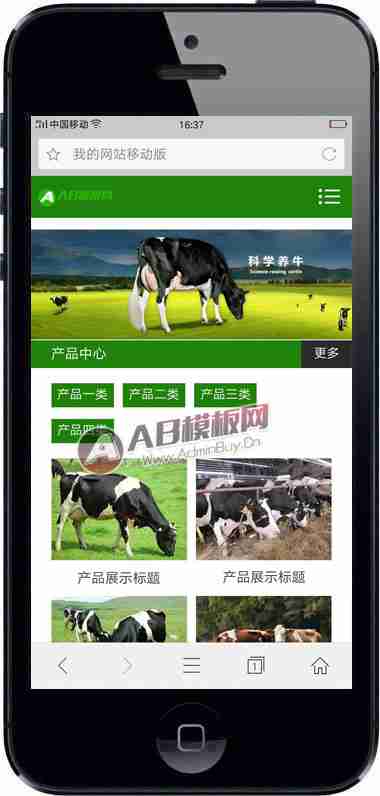 中国移动
16:37
我的网站移动版
AB模板网
科学养牛
Science raising cattle
产品中心
更多
产品一类
产品二类
产品三类
产品四类
AB模板网
Www.AdminBuy.Cn
产品展示标题
产品展示标题
1